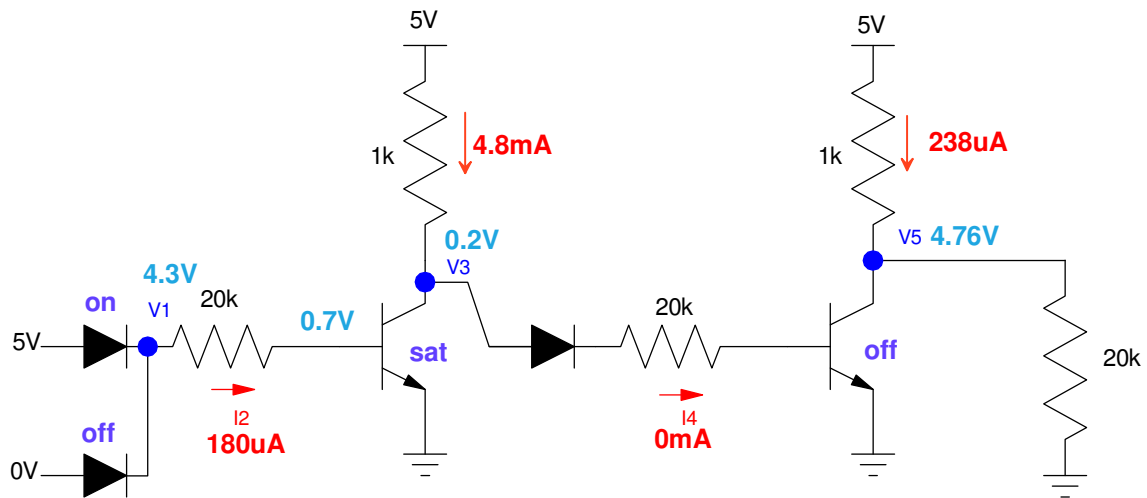 5V
5V
1k
4.8mA
1k
238uA
0.2V
V3
V5 4.76V
4.3V
V1
20k
on
5V
0.7V
sat
20k
off
20k
I2
180uA
I4
0mA
off
0V